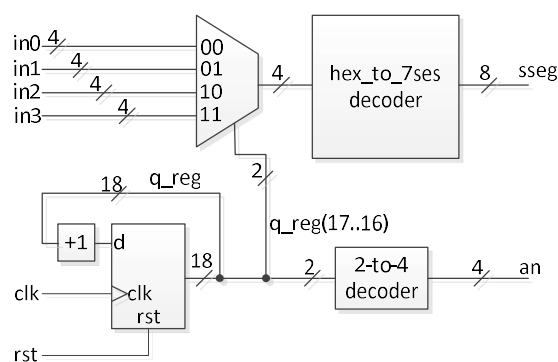 in0 4 00
in1 4 01
in2 4 10
in3 4 11
4
hex_to_7ses
decoder
8 sseg
2
18 q_reg
q_reg(17..16)
+1 d
18
2
2-to-4
decoder
4 an
clk clk
rst
rst